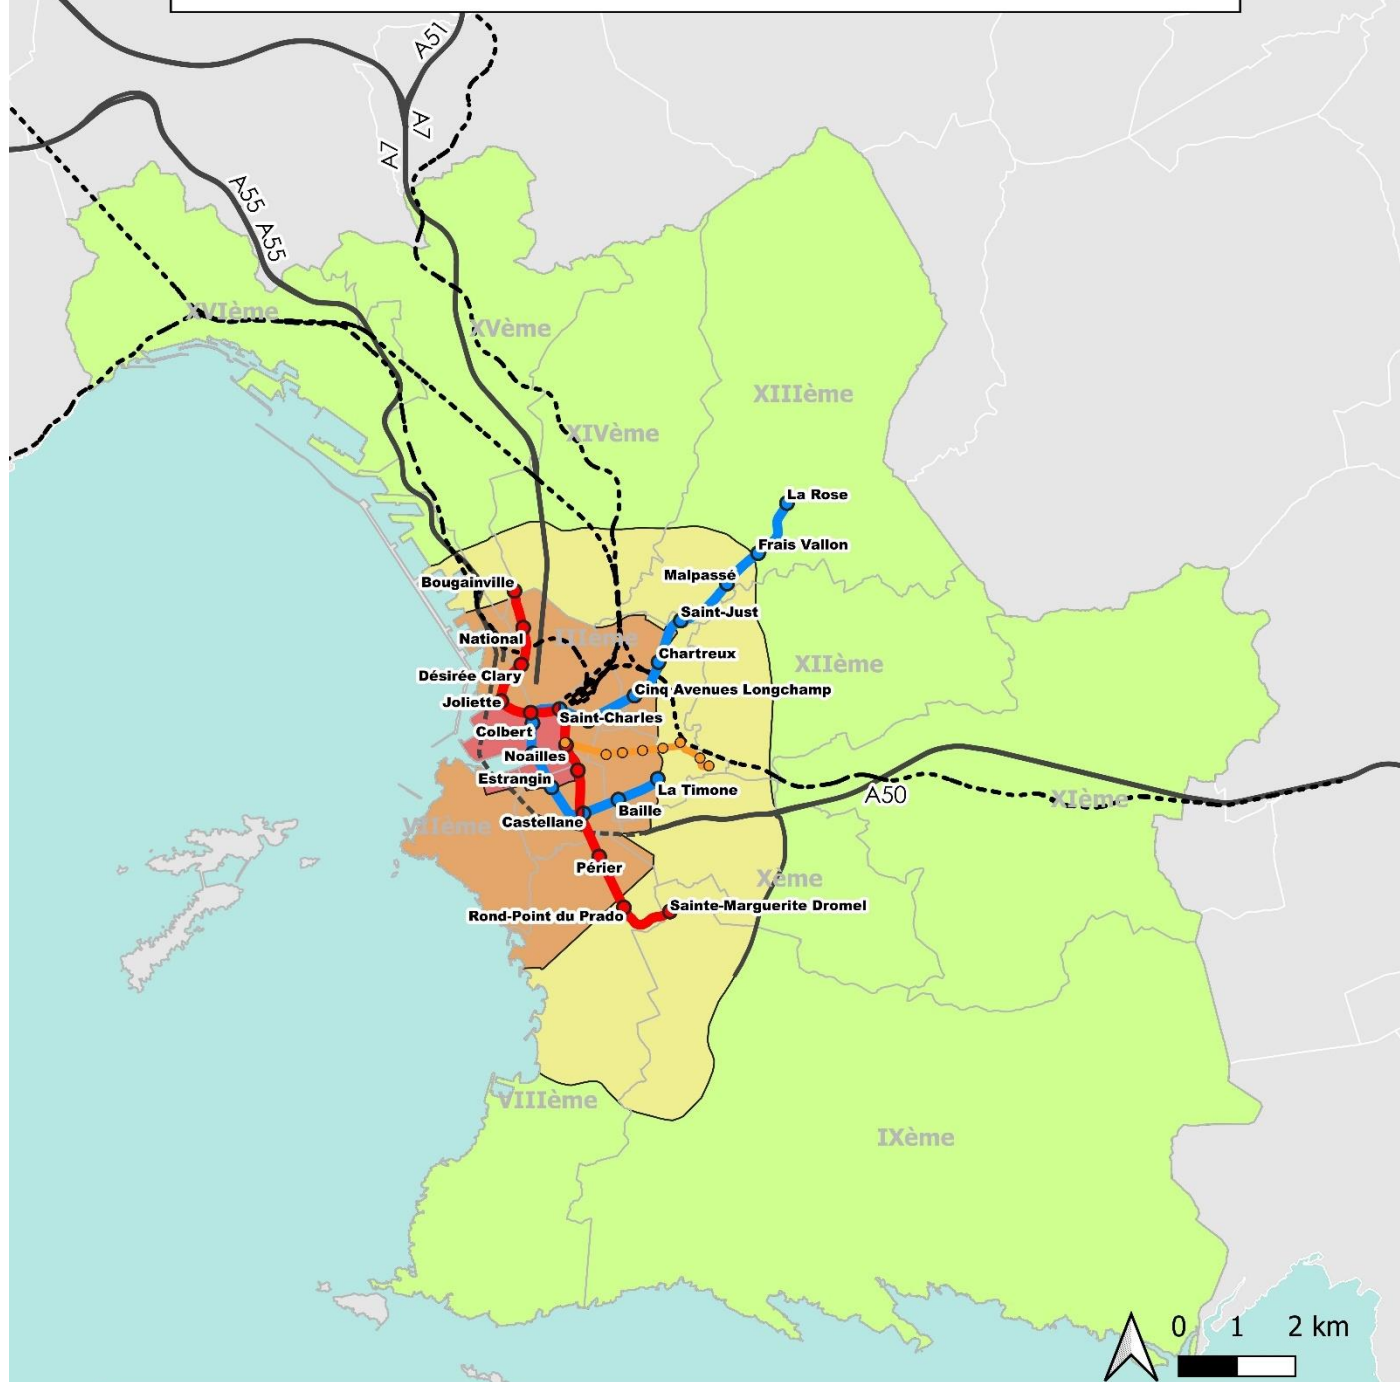 A51
A7
A7
A55
A55
XVIème
XVème
XIIIème
XIVème
La Rose
Frais Vallon
Malpassé
Bougainville
Saint-Just
National
IIIème
Chartreux
XIIème
Désirée Clary
Cinq Avenues Longchamp
Joliette
Saint-Charles
Colbert
Noailles
Estrangin
La Timone
A50
XIème
Baille
Castellane
VIIème
Périer
Xème
Sainte-Marguerite Dromel
Rond-Point du Prado
VIIIème
IXème
0 1 2 km